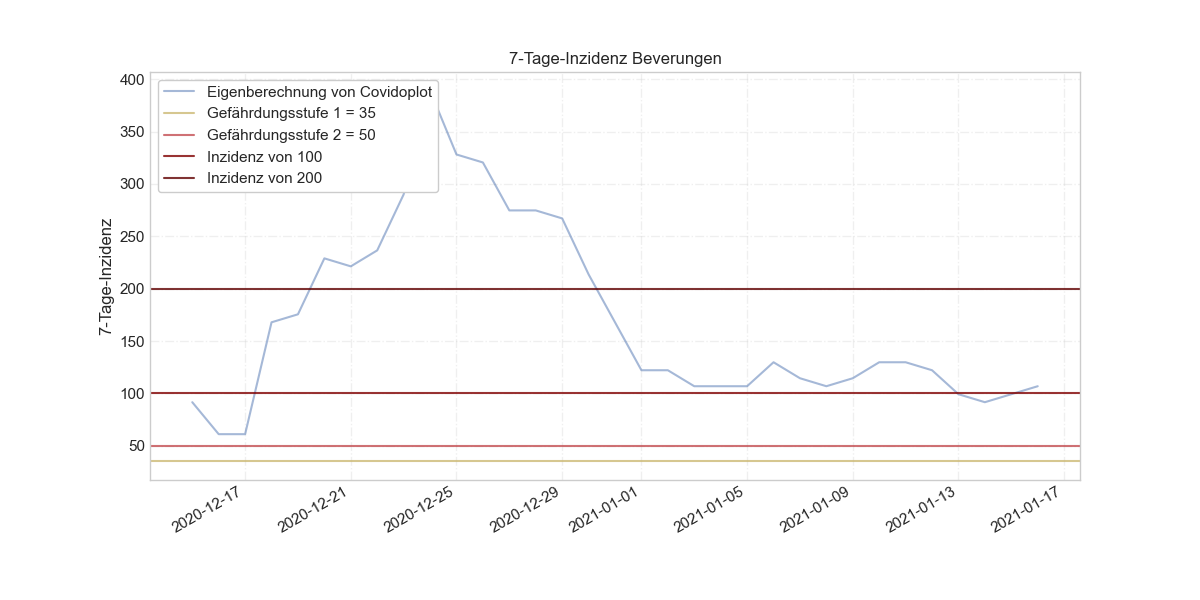 7-Tage-Inzidenz Beverungen
400
350
300
250
200
150
100
50
7-Tage-Inzidenz
Eigenberechnung von Covidoplot
Gefährdungsstufe 1 = 35
Gefährdungsstufe 2 = 50
Inzidenz von 100
Inzidenz von 200
2020-12-17
2020-12-21
2020-12-25
2020-12-29
2021-01-01
2021-01-05
2021-01-09
2021-01-13
2021-01-17